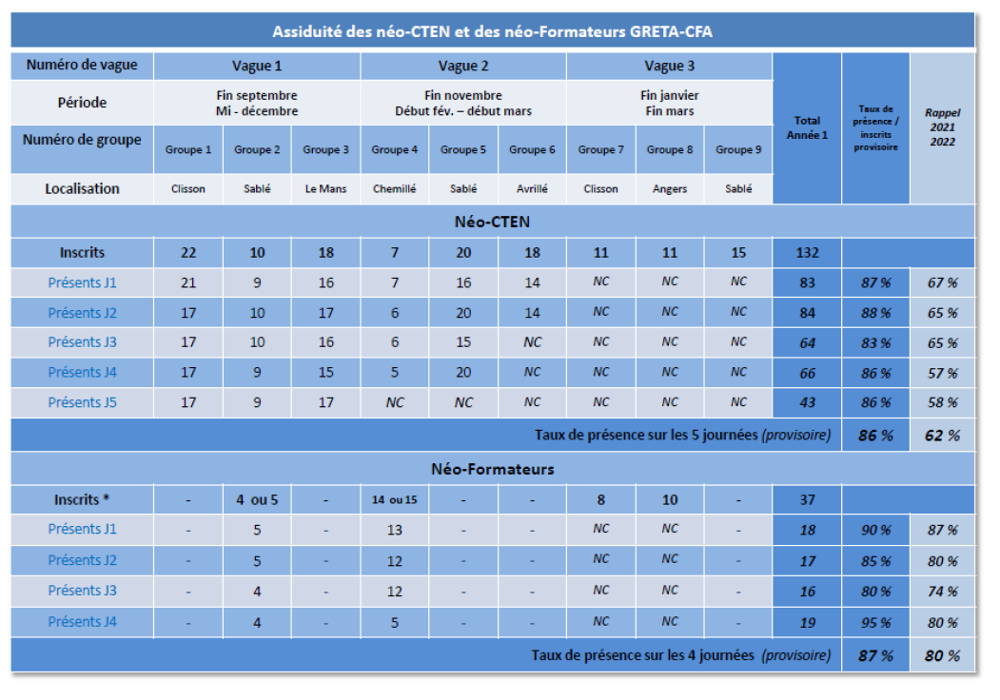 Assiduité des néo-CTEN et des néo-Formateurs GRETA-CFA
Numéro de vague Vague 1 Vague 2 Vague 3 Total Année 1 Taux de présence / inscrits provisoire Rappel 2021 2022
Période Fin septembre Mi - décembre Fin novembre Début fév. – début mars Fin janvier Fin mars
Numéro de groupe Groupe 1 Groupe 2 Groupe 3 Groupe 4 Groupe 5 Groupe 6 Groupe 7 Groupe 8 Groupe 9
Localisation Clisson Sablé Le Mans Chemillé Sablé Avrillé Clisson Angers Sablé
Néo-CTEN
Inscrits 22 10 18 7 20 18 11 11 15 132
Présents J1 21 9 16 7 16 14 NC NC NC 83 87 % 67 %
Présents J2 17 10 17 6 20 14 NC NC NC 84 88 % 65 %
Présents J3 17 10 16 6 15 NC NC NC NC 64 83 % 65 %
Présents J4 17 9 15 5 20 NC NC NC NC 66 86 % 57 %
Présents J5 17 9 17 NC NC NC NC NC NC 43 86 % 58 %
Taux de présence sur les 5 journées (provisoire) 86 % 62 %
Néo-Formateurs
Inscrits * - 4 ou 5 - 14 ou 15 - - 8 10 - 37
Présents J1 - 5 - 13 - - NC NC - 18 90 % 87 %
Présents J2 - 5 - 12 - - NC NC - 17 85 % 80 %
Présents J3 - 4 - 12 - - NC NC - 16 80 % 74 %
Présents J4 - 4 - 5 - - NC NC - 19 95 % 80 %
Taux de présence sur les 4 journées (provisoire) 87 % 80 %